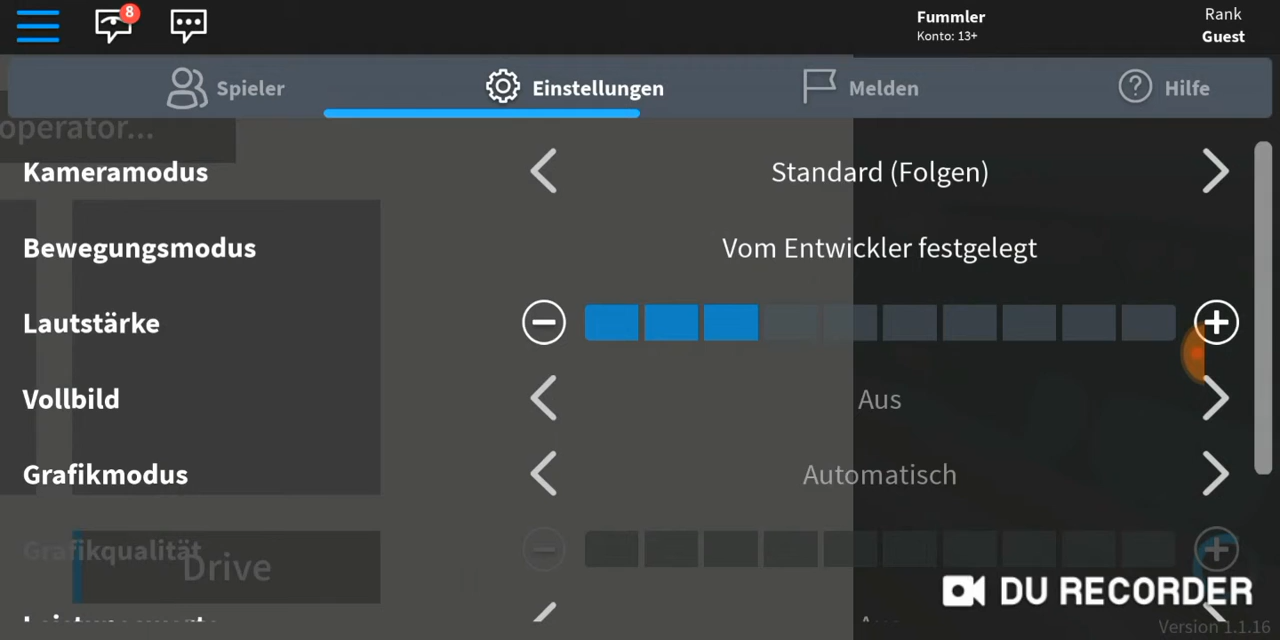 8
Fummler
Konto: 13+
Rank
Guest
Spieler
Einstellungen
Melden
Hilfe
operator...
Kameramodus
Standard (Folgen)
Bewegungsmodus
Vom Entwickler festgelegt
Lautstärke
Vollbild
Aus
Grafikmodus
Automatisch
Grafikqualität
Drive
DU RECORDER
Version 1.1.16